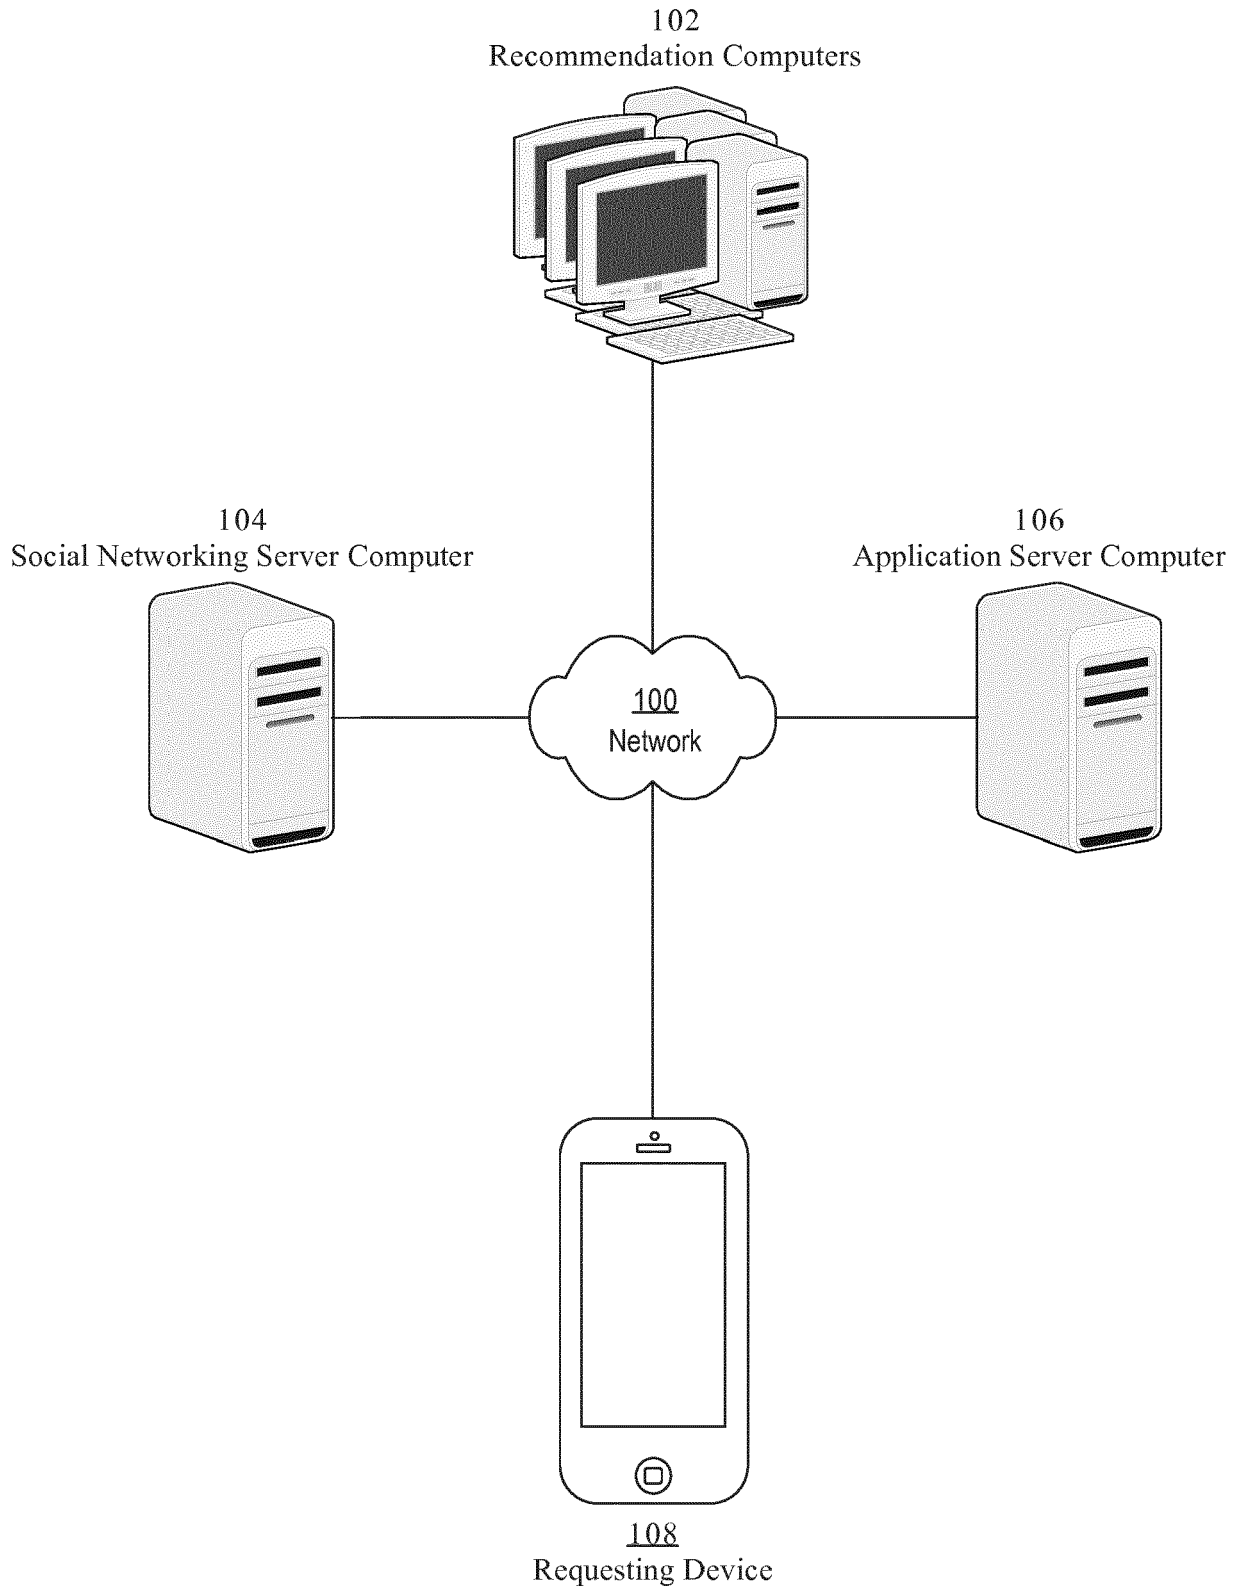 102
Recommendation Computers
104
Social Networking Server Computer
106
Application Server Computer
100
Network
108
Requesting Device